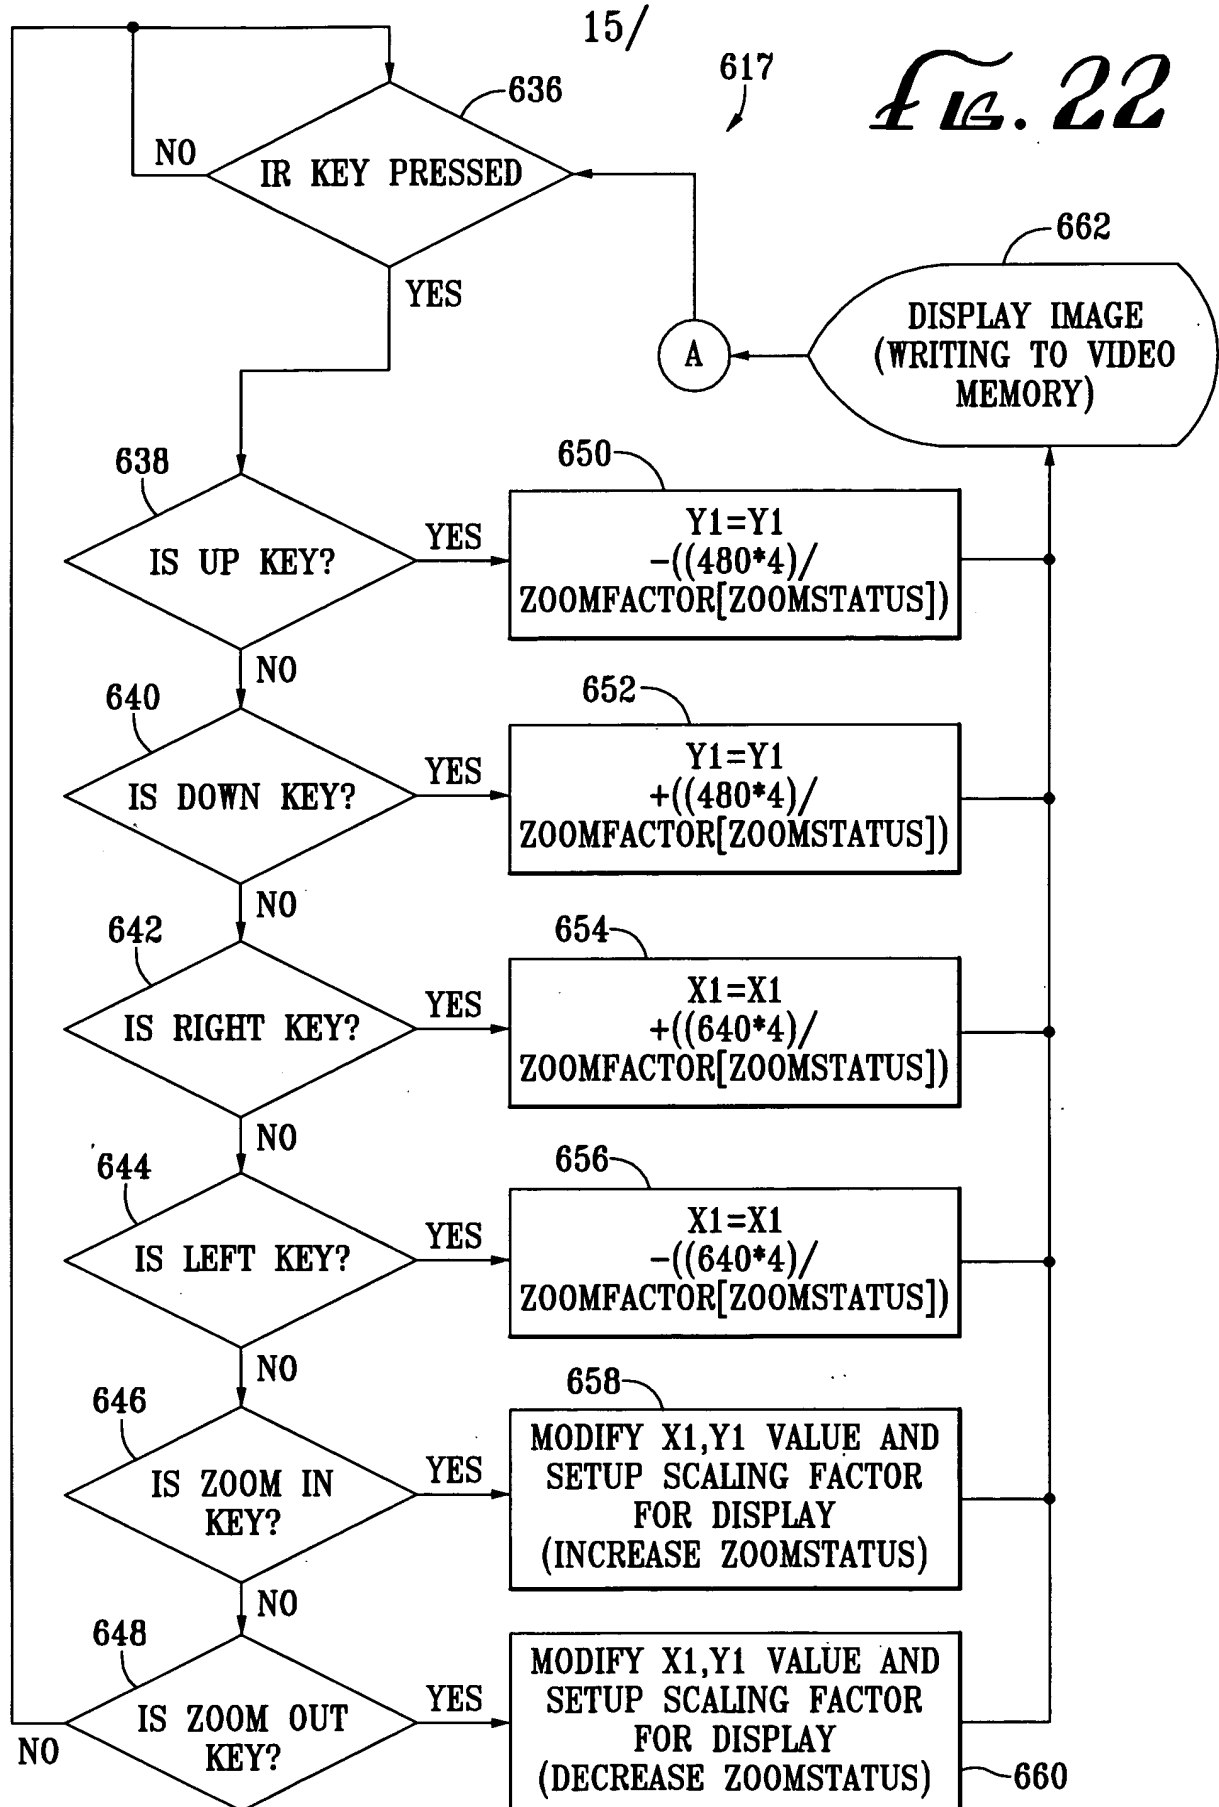 15/
617
FIG. 22
636
NO
IR KEY PRESSED
YES
662
DISPLAY IMAGE
(WRITING TO VIDEO
MEMORY)
A
638
IS UP KEY?
YES
650
Y1=Y1
-((480*4)/
ZOOMFACTOR[ZOOMSTATUS])
NO
640
IS DOWN KEY?
YES
652
Y1=Y1
+((480*4)/
ZOOMFACTOR[ZOOMSTATUS])
NO
642
IS RIGHT KEY?
YES
654
X1=X1
+((640*4)/
ZOOMFACTOR[ZOOMSTATUS])
NO
644
IS LEFT KEY?
YES
656
X1=X1
-((640*4)/
ZOOMFACTOR[ZOOMSTATUS])
NO
646
IS ZOOM IN
KEY?
YES
658
MODIFY X1,Y1 VALUE AND
SETUP SCALING FACTOR
FOR DISPLAY
(INCREASE ZOOMSTATUS)
NO
648
IS ZOOM OUT
KEY?
YES
NO
MODIFY X1,Y1 VALUE AND
SETUP SCALING FACTOR
FOR DISPLAY
(DECREASE ZOOMSTATUS)
660